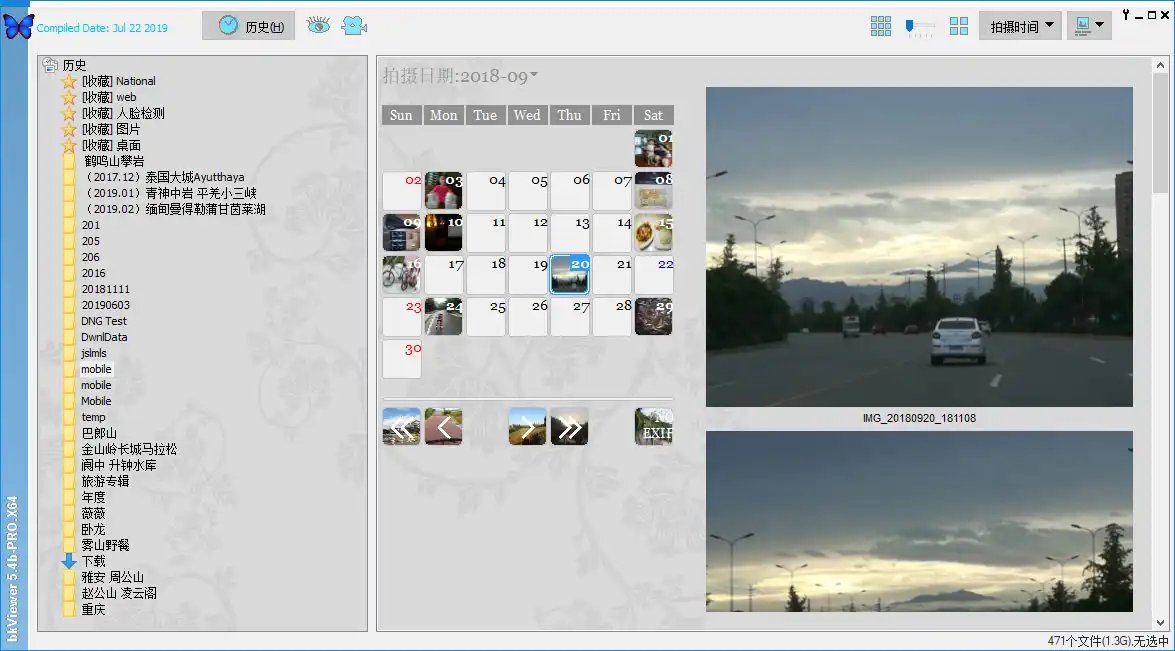 Compiled Date: Jul 22 2019
历史(H)
拍摄时间
历史
[收藏] National
[收藏] web
[收藏] 人脸检测
[收藏] 图片
[收藏] 桌面
鹤鸣山攀岩
（2017.12）泰国大城Ayutthaya
（2019.01）青神中岩 平羌小三峡
（2019.02）缅甸曼得勒蒲甘茵莱湖
201
205
206
2016
20181111
20190603
DNG Test
DwnlData
jslmls
mobile
mobile
Mobile
temp
巴郎山
金山岭长城马拉松
阆中 升钟水库
旅游专辑
年度
薇薇
卧龙
雾山野餐
下载
雅安 周公山
赵公山 凌云阁
重庆
bkViewer 5.4b-PRO.X64
拍摄日期:2018-09
Sun Mon Tue Wed Thu Fri Sat
01
02 03 04 05 06 07 08
09 10 11 12 13 14 15
16 17 18 19 20 21 22
23 24 25 26 27 28 29
30
NO
EXIF
IMG_20180920_181108
471个文件(1.3G),无选中